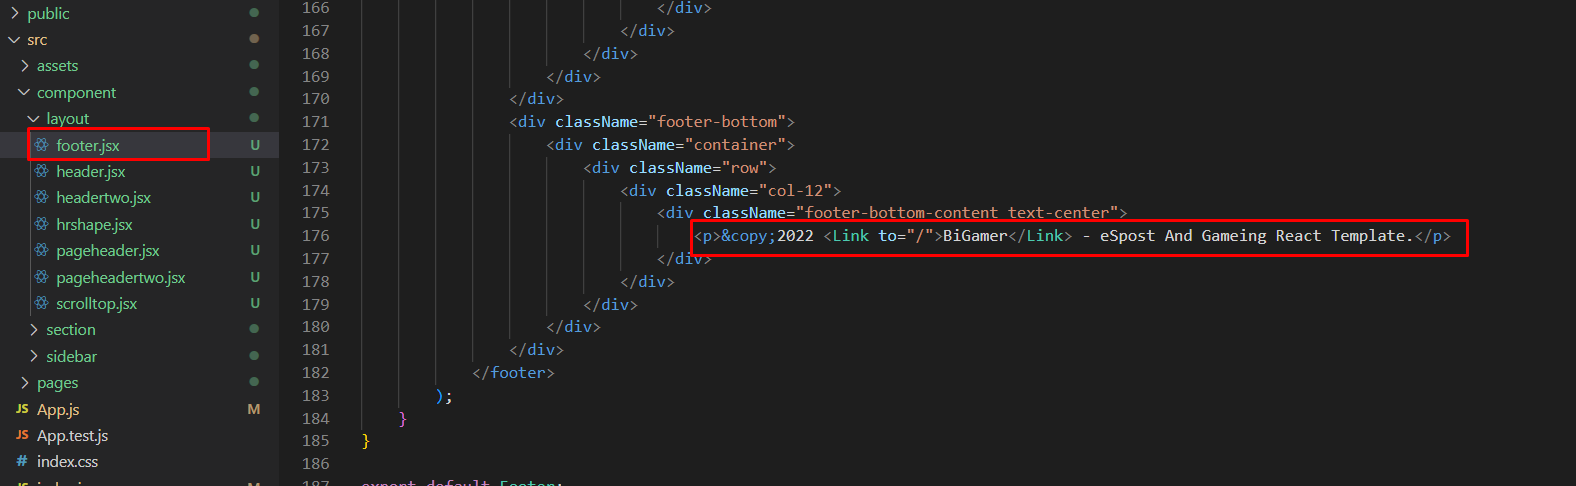 public
src
assets
component
layout
footer.jsx U
header.jsx U
headertwo.jsx U
hrshape.jsx U
pageheader.jsx U
pageheadertwo.jsx U
scrolltop.jsx U
section
sidebar
pages
JS App.js M
JS App.test.js
# index.css
166 </div>
167 </div>
168 </div>
169 </div>
170 </div>
171 <div className="footer-bottom">
172 <div className="container">
173 <div className="row">
174 <div className="col-12">
175 <div className="footer-bottom-content text-center">
176 <p>&copy;2022 <Link to="/">BiGamer</Link> - eSpost And Gameing React Template.</p>
177 </div>
178 </div>
179 </div>
180 </div>
181 </div>
182 </footer>
183 );
184 }
185 }
186
187 export default Footer;